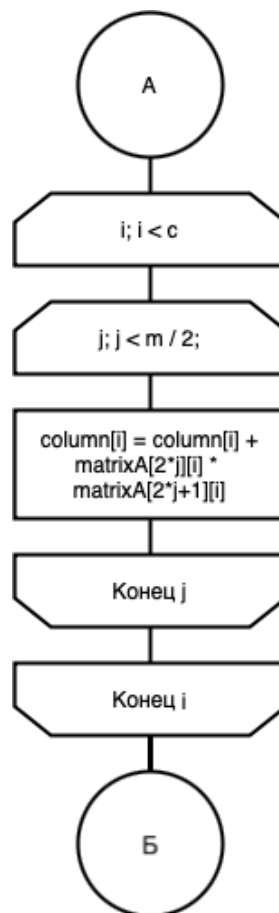 А
i; i < c
j; j < m / 2;
column[i] = column[i] +
matrixA[2*j][i] *
matrixA[2*j+1][i]
Конец j
Конец i
Б